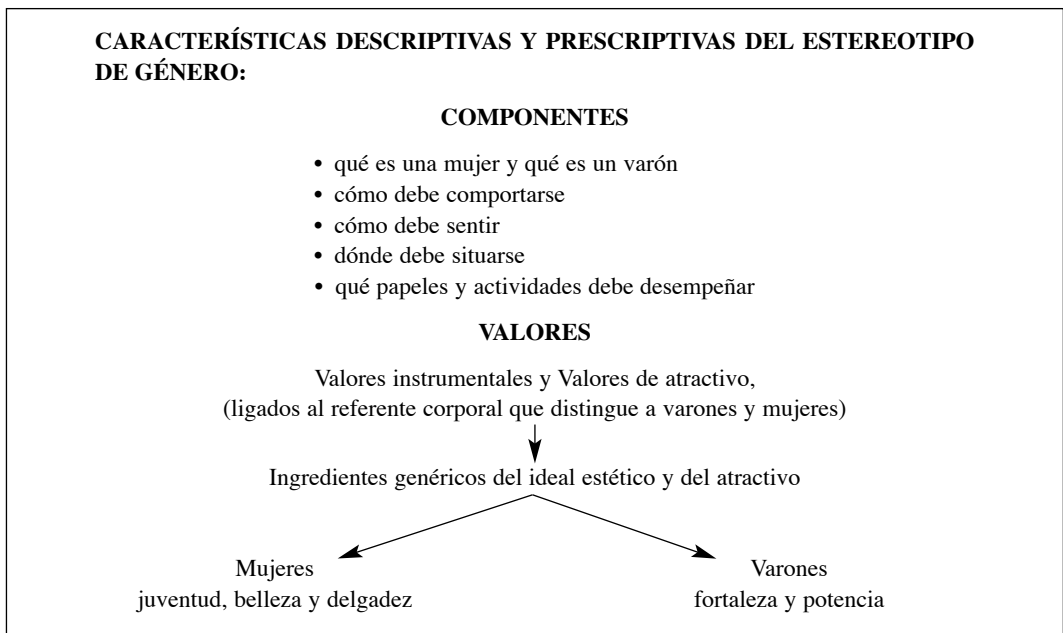 CARACTERÍSTICAS DESCRIPTIVAS Y PRESCRIPTIVAS DEL ESTEREOTIPO
DE GÉNERO:
COMPONENTES
• qué es una mujer y qué es un varón
• cómo debe comportarse
• cómo debe sentir
• dónde debe situarse
• qué papeles y actividades debe desempeñar
VALORES
Valores instrumentales y Valores de atractivo,
(ligados al referente corporal que distingue a varones y mujeres)
Ingredientes genéricos del ideal estético y del atractivo
Mujeres
juventud, belleza y delgadez
Varones
fortaleza y potencia